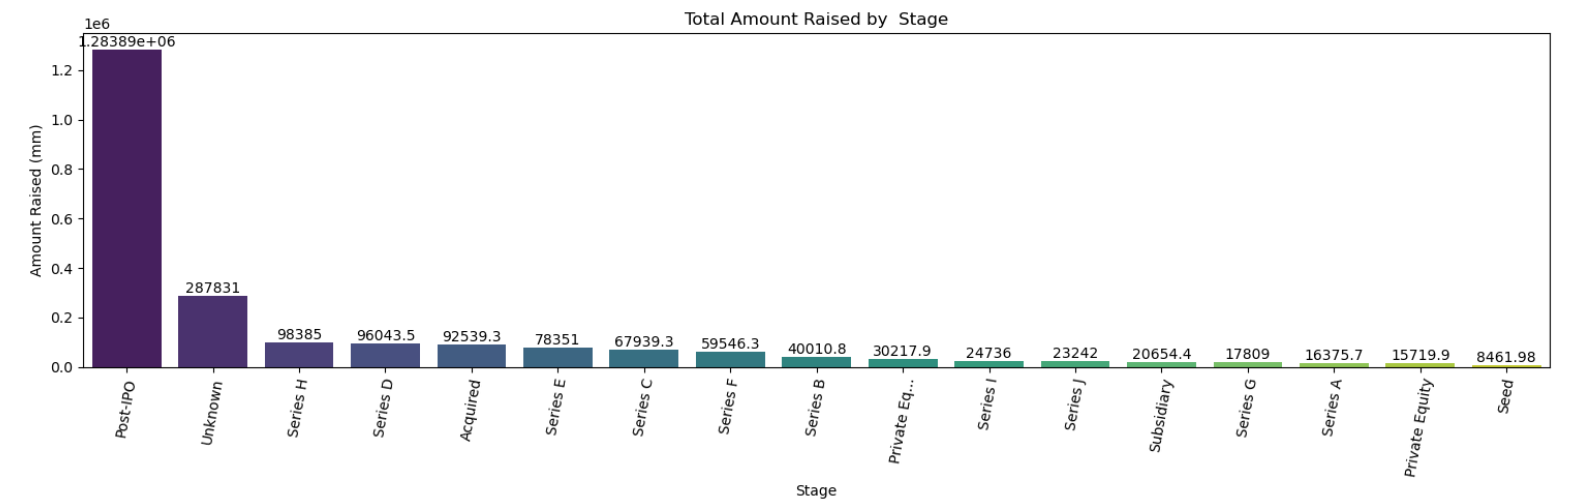 Total Amount Raised by  Stage
1e6
Amount Raised (mm)
1.2
1.0
0.8
0.6
0.4
0.2
0.0
1.28389e+06
287831
98385
96043.5
92539.3
78351
67939.3
59546.3
40010.8
30217.9
24736
23242
20654.4
17809
16375.7
15719.9
8461.98
Post-IPO
Unknown
Series H
Series D
Acquired
Series E
Series C
Series F
Series B
Private Eq...
Series I
Series J
Subsidiary
Series G
Series A
Private Equity
Seed
Stage